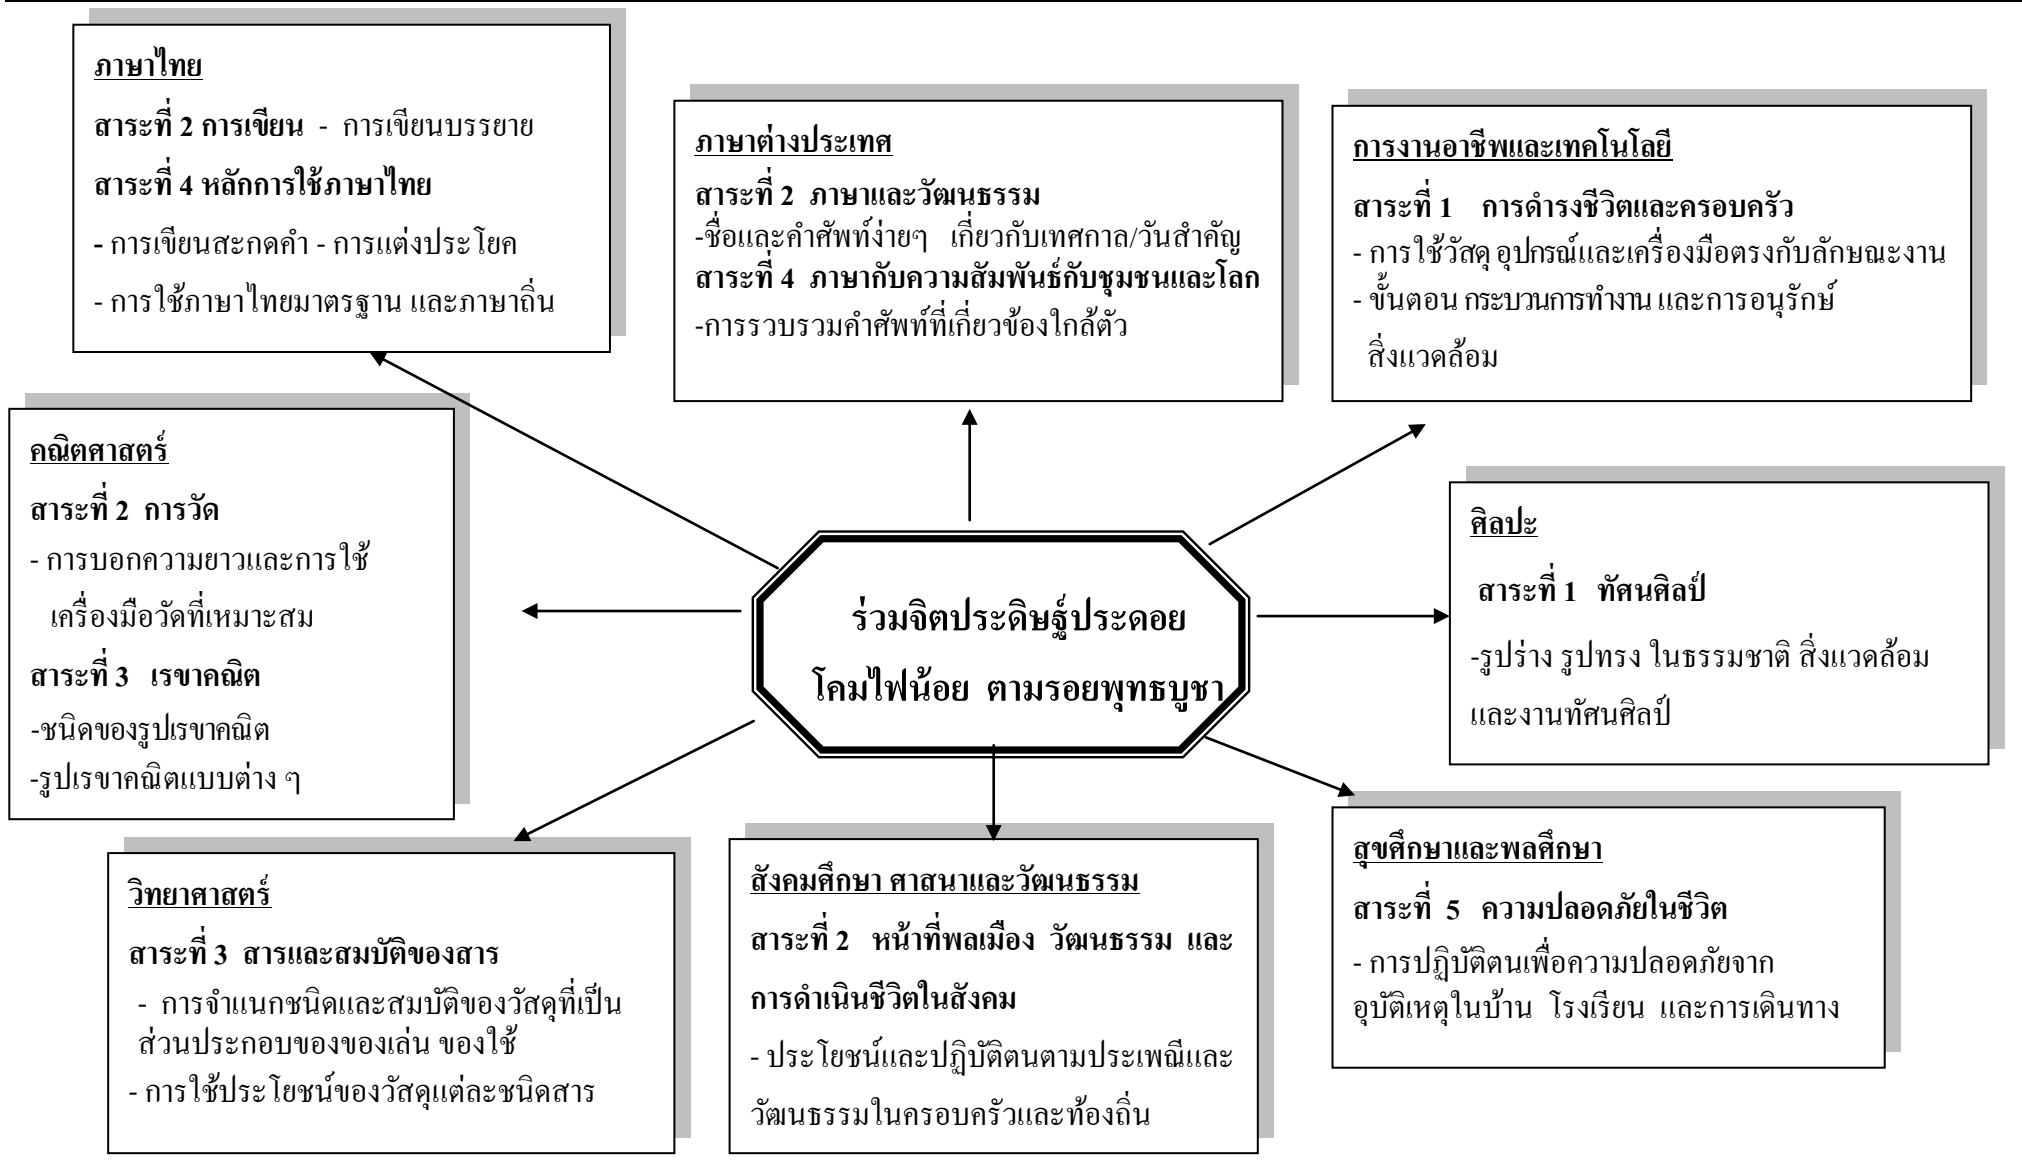 ภาษาไทย
สาระที่ 2 การเขียน - การเขียนบรรยาย
สาระที่ 4 หลักการใช้ภาษาไทย
- การเขียนสะกดคำ - การแต่งประโยค
- การใช้ภาษาไทยมาตรฐาน และภาษาถิ่น
ภาษาต่างประเทศ
สาระที่ 2 ภาษาและวัฒนธรรม
-ชื่อและคำศัพท์ง่ายๆ เกี่ยวกับเทศกาล/วันสำคัญ
สาระที่ 4 ภาษากับความสัมพันธ์กับชุมชนและโลก
-การรวบรวมคำศัพท์ที่เกี่ยวข้องใกล้ตัว
การงานอาชีพและเทคโนโลยี
สาระที่ 1 การดำรงชีวิตและครอบครัว
- การใช้วัสดุ อุปกรณ์และเครื่องมือตรงกับลักษณะงาน
- ขั้นตอน กระบวนการทำงาน และการอนุรักษ์
สิ่งแวดล้อม
คณิตศาสตร์
สาระที่ 2 การวัด
- การบอกความยาวและการใช้
เครื่องมือวัดที่เหมาะสม
สาระที่ 3 เรขาคณิต
-ชนิดของรูปเรขาคณิต
-รูปเรขาคณิตแบบต่าง ๆ
ร่วมจิตประดิษฐ์ประดอย
โคมไฟน้อย ตามรอยพุทธบูชา
ศิลปะ
สาระที่ 1 ทัศนศิลป์
-รูปร่าง รูปทรง ในธรรมชาติ สิ่งแวดล้อม
และงานทัศนศิลป์
วิทยาศาสตร์
สาระที่ 3 สารและสมบัติของสาร
- การจำแนกชนิดและสมบัติของวัสดุที่เป็น
ส่วนประกอบของของเล่น ของใช้
- การใช้ประโยชน์ของวัสดุแต่ละชนิดสาร
สังคมศึกษา ศาสนาและวัฒนธรรม
สาระที่ 2 หน้าที่พลเมือง วัฒนธรรม และ
การดำเนินชีวิตในสังคม
- ประโยชน์และปฏิบัติตนตามประเพณีและ
วัฒนธรรมในครอบครัวและท้องถิ่น
สุขศึกษาและพลศึกษา
สาระที่ 5 ความปลอดภัยในชีวิต
- การปฏิบัติตนเพื่อความปลอดภัยจาก
อุบัติเหตุในบ้าน โรงเรียน และการเดินทาง